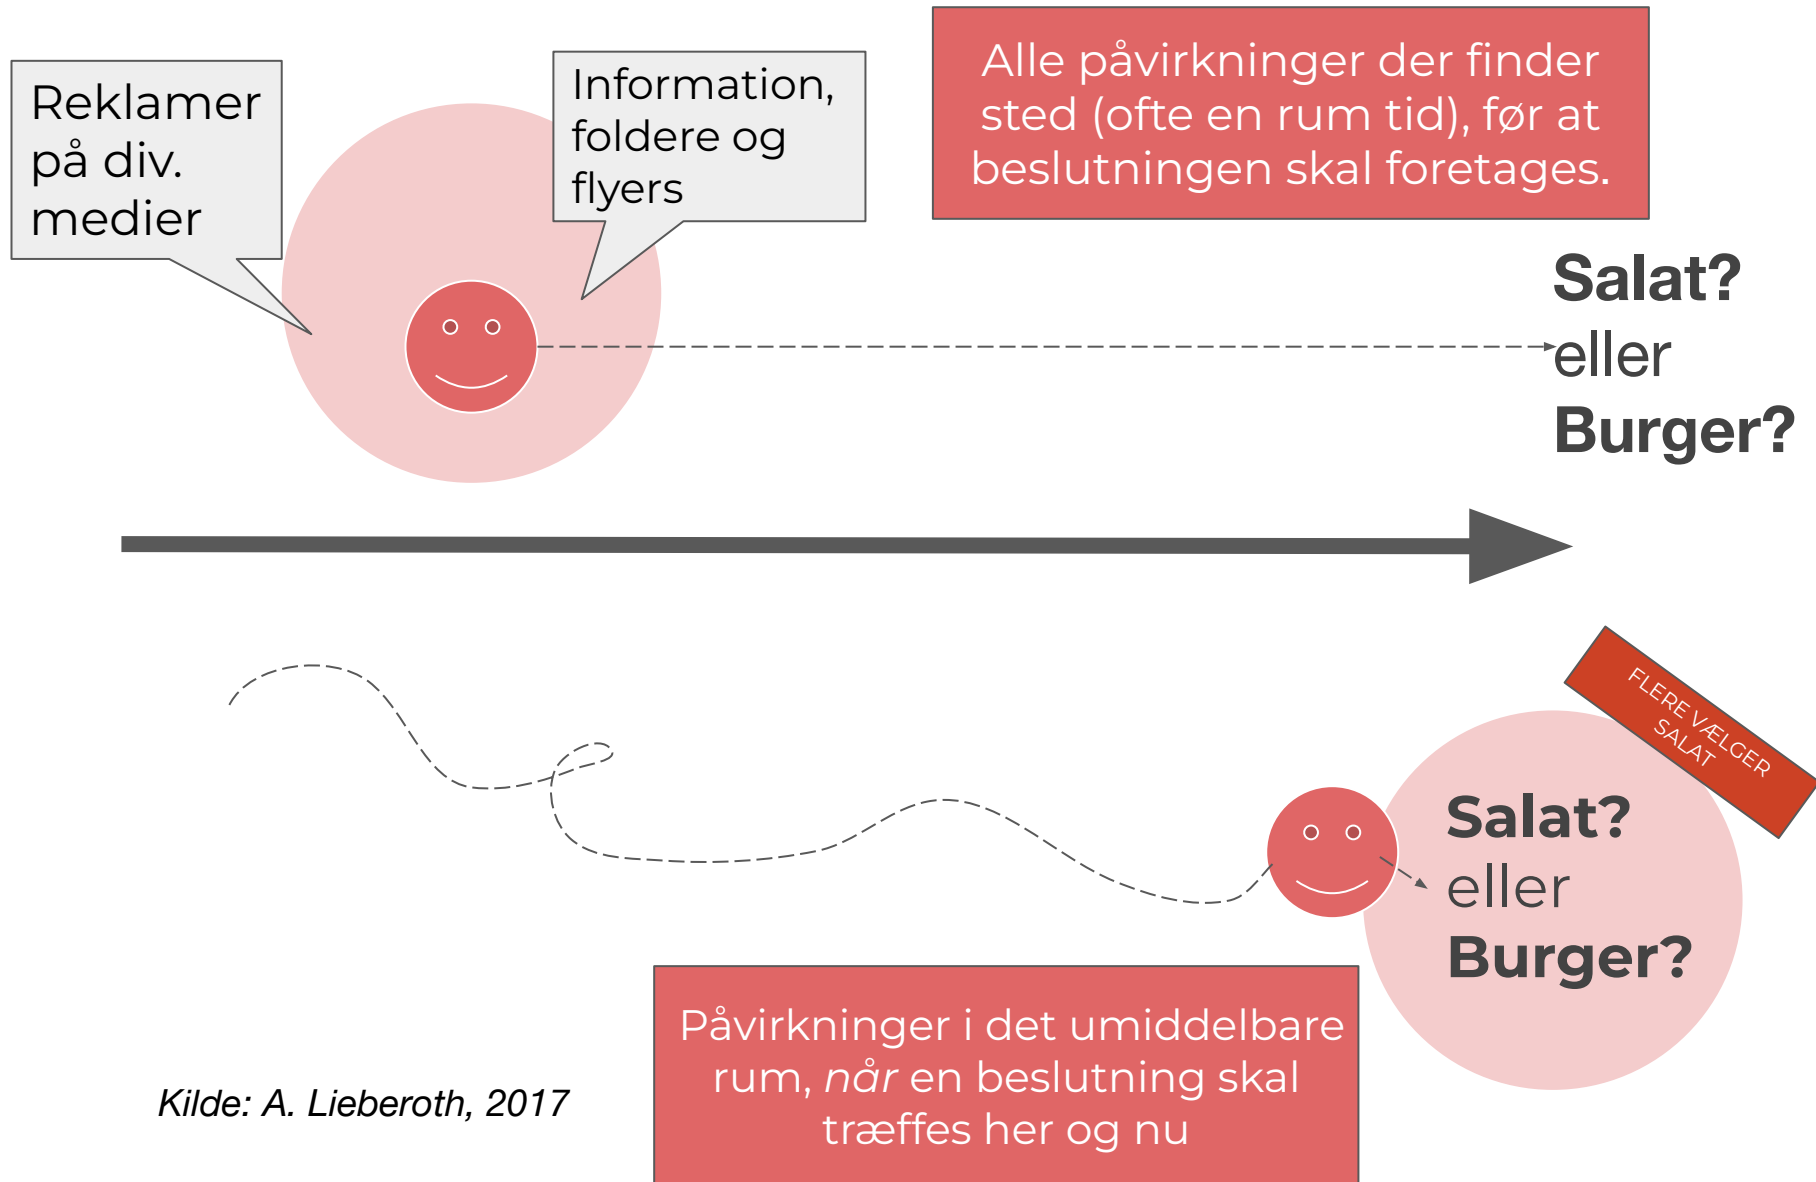 Reklamer
på div.
medier
Information,
foldere og
flyers
Alle påvirkninger der finder
sted (ofte en rum tid), før at
beslutningen skal foretages.
Salat?
eller
Burger?
FLERE VÆLGER
SALAT
Salat?
eller
Burger?
Påvirkninger i det umiddelbare
rum, når en beslutning skal
træffes her og nu
Kilde: A. Lieberoth, 2017